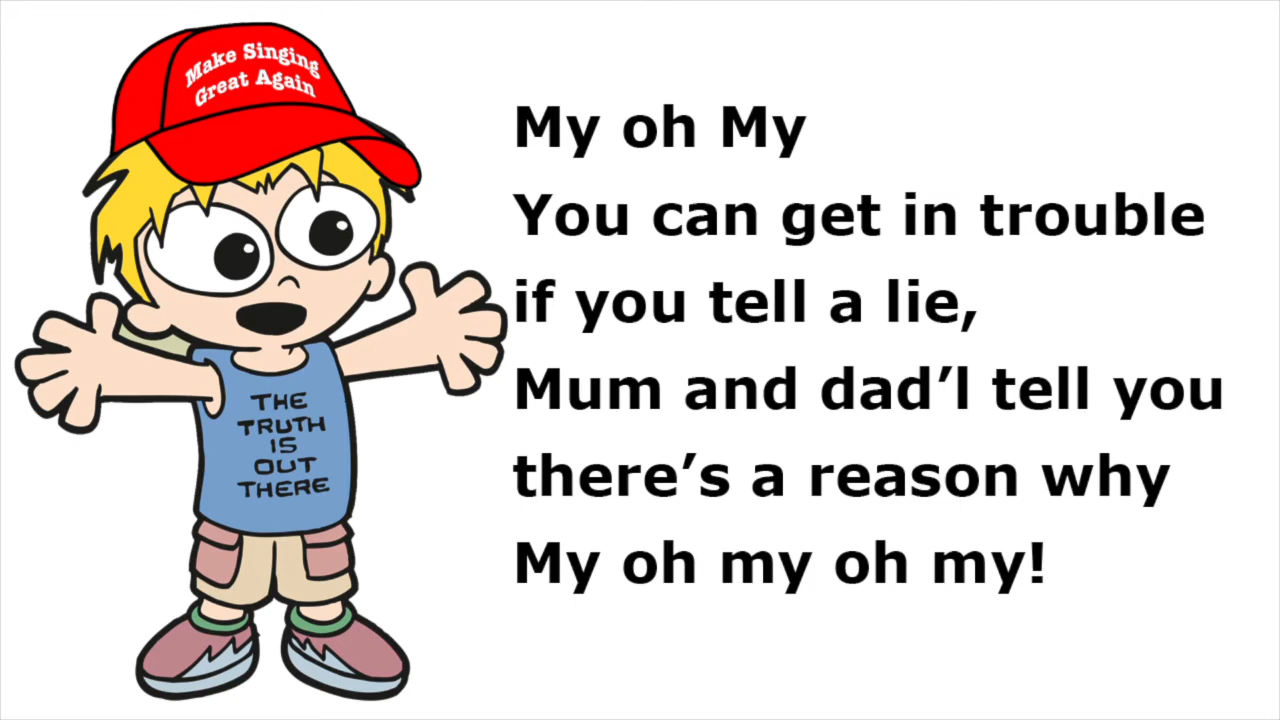 Make Singing
Great Again
THE
TRUTH
IS
OUT
THERE
My oh My
You can get in trouble
if you tell a lie,
Mum and dad’l tell you
there’s a reason why
My oh my oh my!